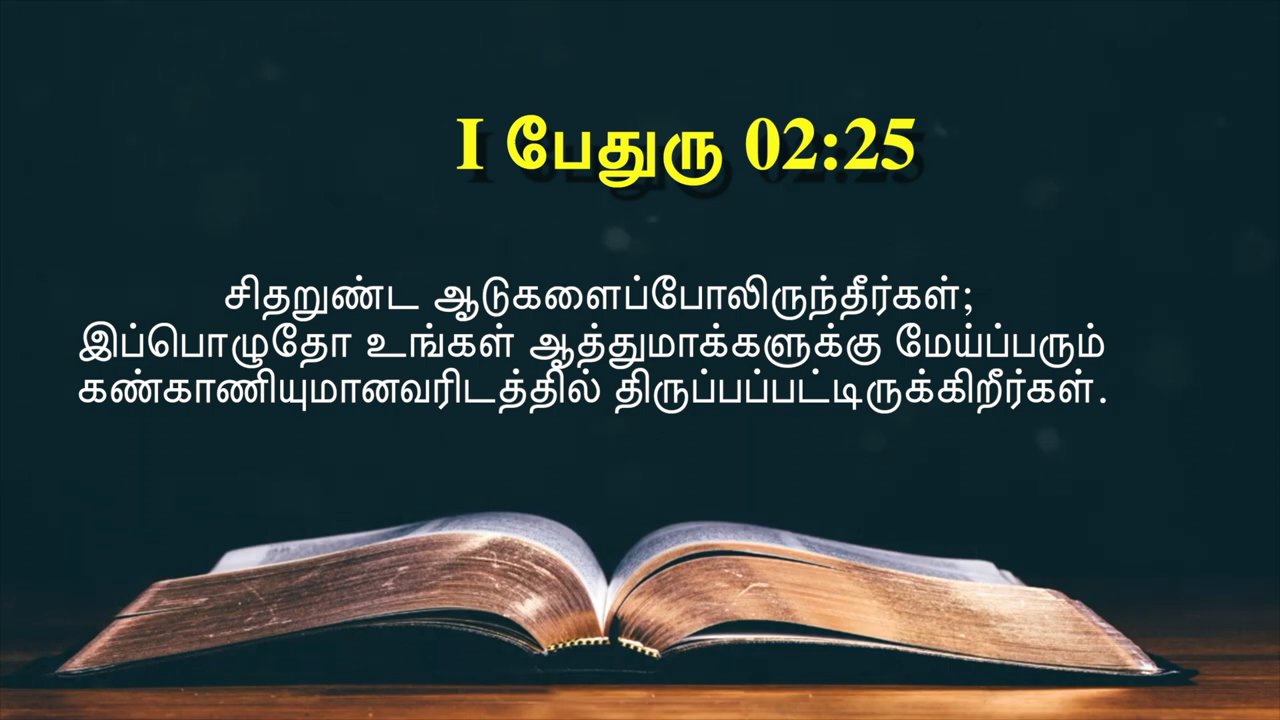 I பேதுரு 02:25
சிதறுண்ட ஆடுகளைப்போலிருந்தீர்கள்;
இப்பொழுதோ உங்கள் ஆத்துமாக்களுக்கு மேய்ப்பரும்
கண்காணியுமானவரிடத்தில் திருப்பப்பட்டிருக்கிறீர்கள்.